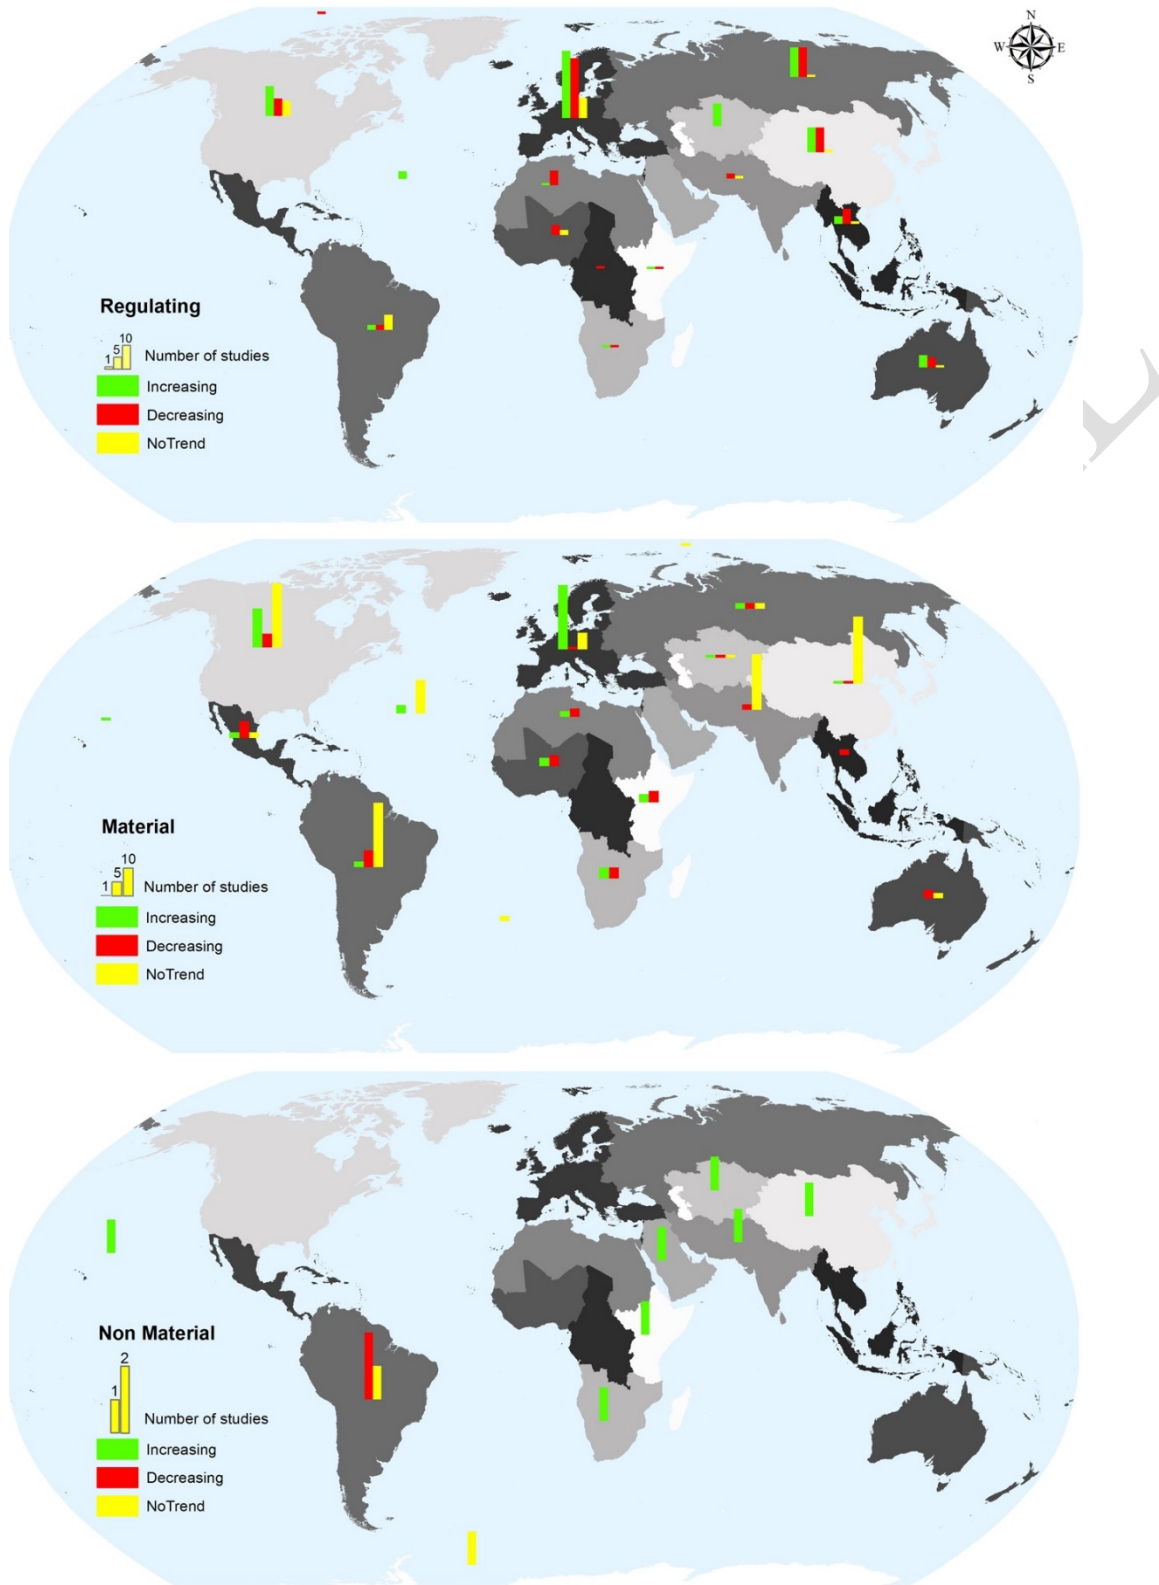 N
W E
S
Regulating
1 5 10
Number of studies
Increasing
Decreasing
NoTrend
Material
1 5 10
Number of studies
Increasing
Decreasing
NoTrend
Non Material
1 2
Number of studies
Increasing
Decreasing
NoTrend